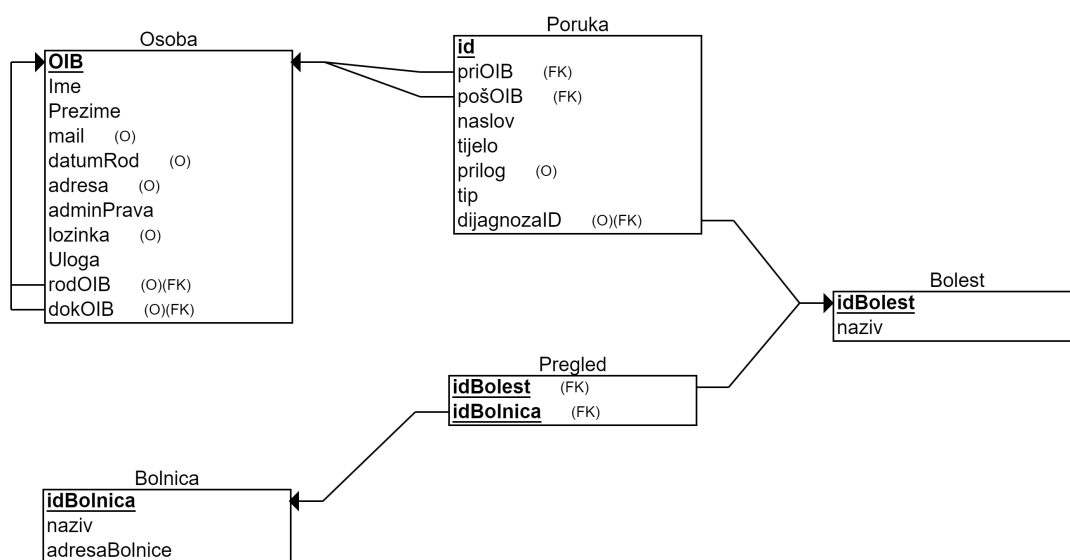 Osoba
OIB
Ime
Prezime
mail (O)
datumRod (O)
adresa (O)
adminPrava
lozinka (O)
Uloga
rodOIB (O)(FK)
dokOIB (O)(FK)
Poruka
id
priOIB (FK)
pošOIB (FK)
naslov
tijelo
prilog (O)
tip
dijagnozaID (O)(FK)
Bolest
idBolest
naziv
Pregled
idBolest (FK)
idBolnica (FK)
Bolnica
idBolnica
naziv
adresaBolnice